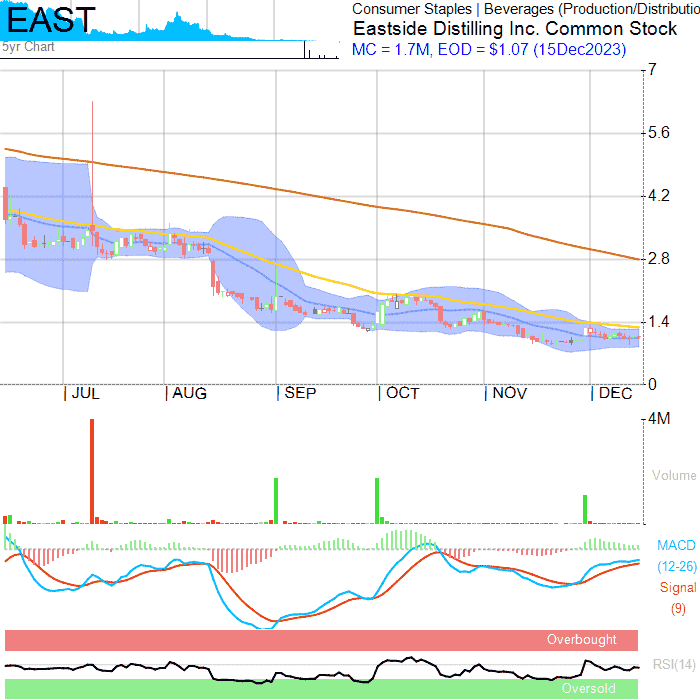 EAST
5yr Chart
Consumer Staples | Beverages (Production/Distributio
Eastside Distilling Inc. Common Stock
MC = 1.7M, EOD = $1.07 (15Dec2023)
7
5.6
4.2
2.8
1.4
0
JUL
AUG
SEP
OCT
NOV
DEC
4M
Volume
MACD
(12-26)
Signal
(9)
Overbought
RSI(14)
Oversold